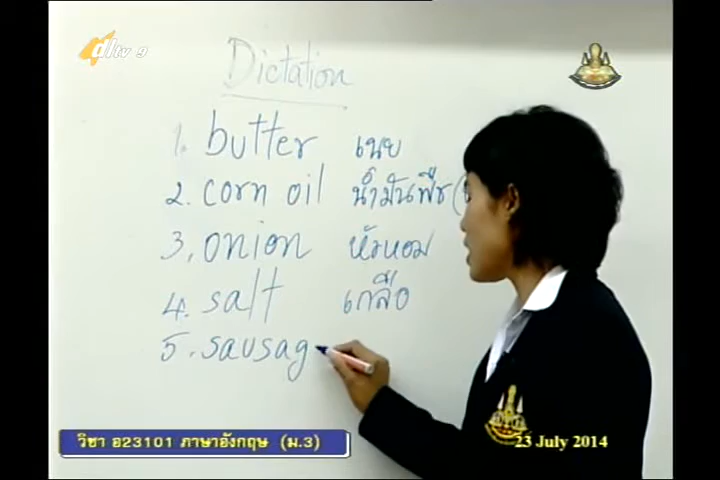 dltv 9
Dictation
1. butter เนย
2. corn oil น้ำมันพืช (
3. onion หัวหอม
4. salt เกลือ
5. sausag
วิชา อ23101 ภาษาอังกฤษ (ม.3)
23 July 2014